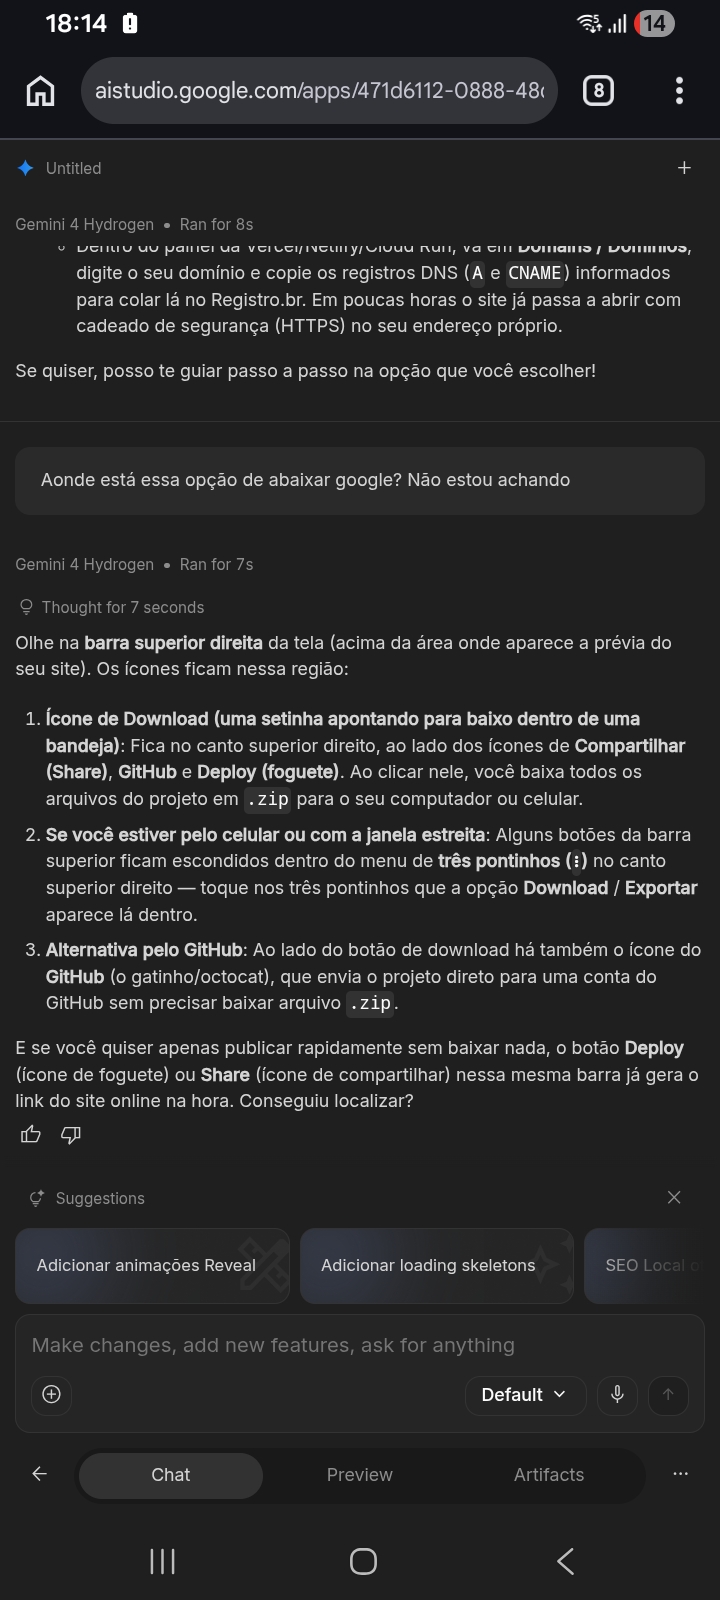 18:14
5
14
aistudio.google.com/apps/471d6112-0888-48
8
Untitled
Gemini 4 Hydrogen • Ran for 8s
Dentro do painel da Vercel/Netlify/Cloud Run, vá em Domains / Domínios,
digite o seu domínio e copie os registros DNS (A e CNAME) informados
para colar lá no Registro.br. Em poucas horas o site já passa a abrir com
cadeado de segurança (HTTPS) no seu endereço próprio.
Se quiser, posso te guiar passo a passo na opção que você escolher!
Aonde está essa opção de abaixar google? Não estou achando
Gemini 4 Hydrogen • Ran for 7s
Thought for 7 seconds
Olhe na barra superior direita da tela (acima da área onde aparece a prévia do
seu site). Os ícones ficam nessa região:
1. Ícone de Download (uma setinha apontando para baixo dentro de uma
bandeja): Fica no canto superior direito, ao lado dos ícones de Compartilhar
(Share), GitHub e Deploy (foguete). Ao clicar nele, você baixa todos os
arquivos do projeto em .zip para o seu computador ou celular.
2. Se você estiver pelo celular ou com a janela estreita: Alguns botões da barra
superior ficam escondidos dentro do menu de três pontinhos (⋮) no canto
superior direito — toque nos três pontinhos que a opção Download / Exportar
aparece lá dentro.
3. Alternativa pelo GitHub: Ao lado do botão de download há também o ícone do
GitHub (o gatinho/octocat), que envia o projeto direto para uma conta do
GitHub sem precisar baixar arquivo .zip.
E se você quiser apenas publicar rapidamente sem baixar nada, o botão Deploy
(ícone de foguete) ou Share (ícone de compartilhar) nessa mesma barra já gera o
link do site online na hora. Conseguiu localizar?
Suggestions
Adicionar animações Reveal
Adicionar loading skeletons
SEO Local
Make changes, add new features, ask for anything
Default
Chat
Preview
Artifacts